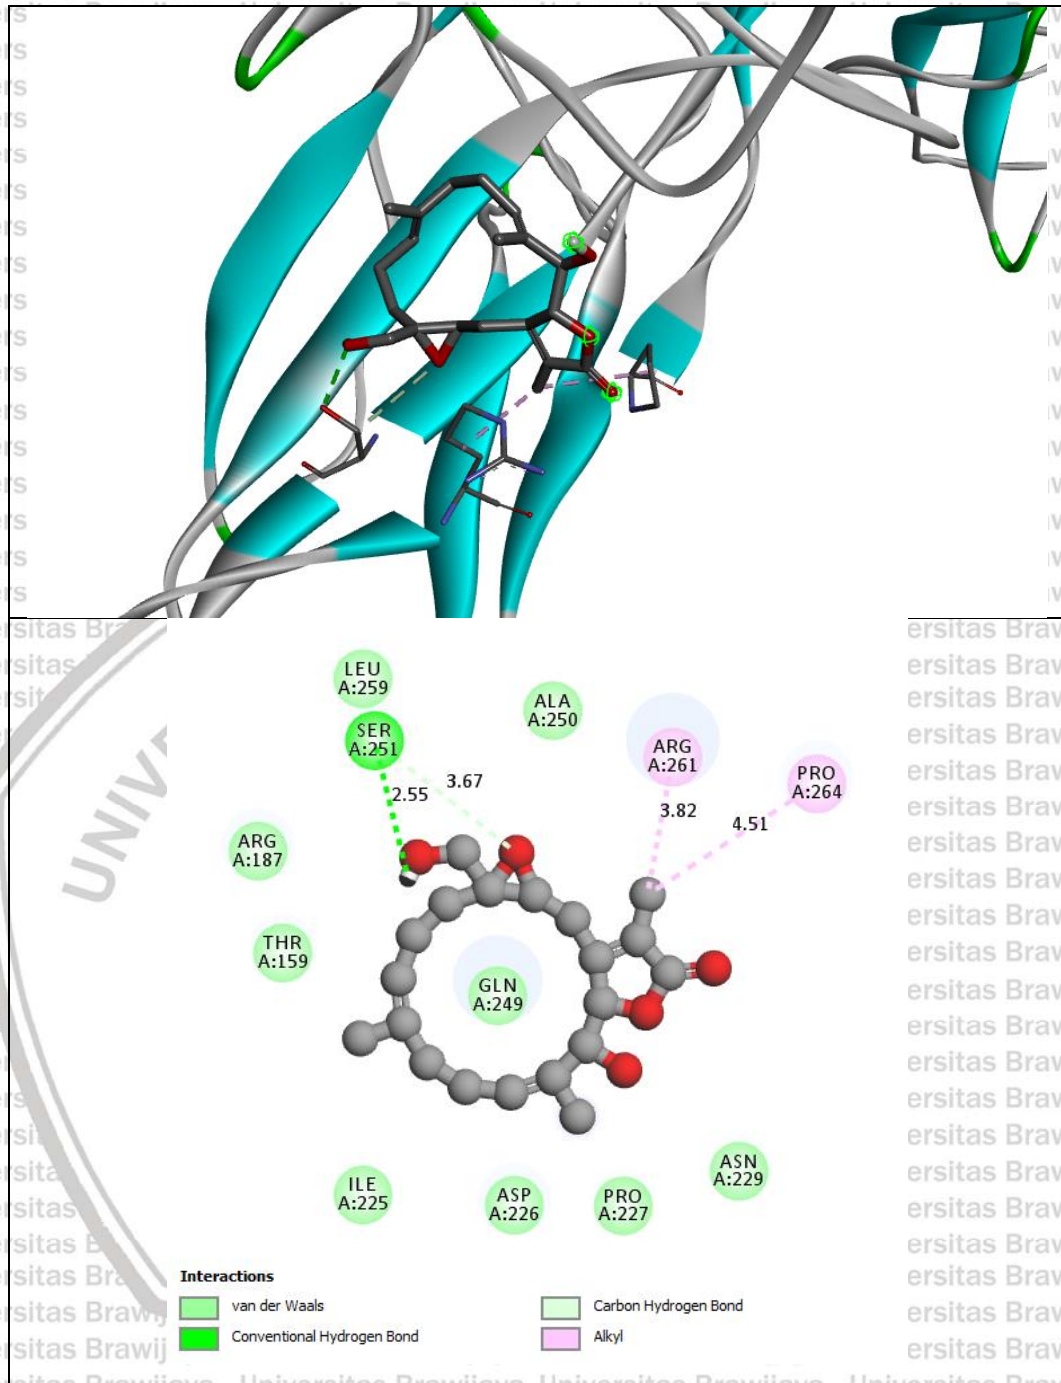 LEU
A:259
SER
A:251
ALA
A:250
ARG
A:261
PRO
A:264
3.67
2.55
3.82
4.51
ARG
A:187
THR
A:159
GLN
A:249
ASN
A:229
ILE
A:225
ASP
A:226
PRO
A:227
Interactions
van der Waals
Carbon Hydrogen Bond
Conventional Hydrogen Bond
Alkyl